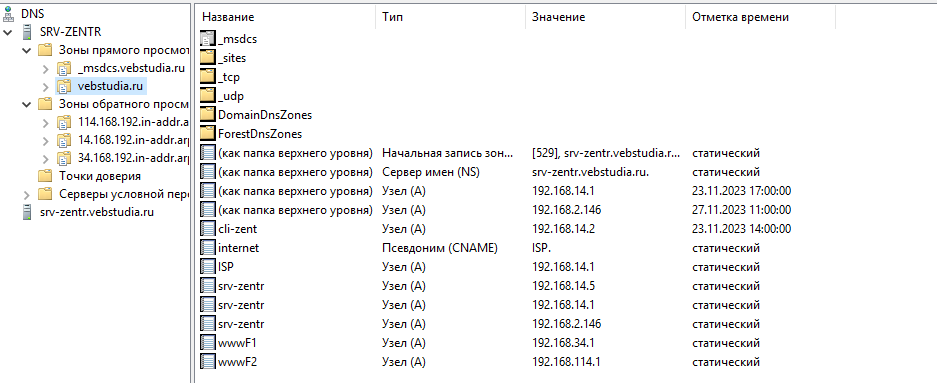 DNS
SRV-ZENTR
Зоны прямого просмот
_msdcs.vebstudia.ru
vebstudia.ru
Зоны обратного просм
114.168.192.in-addr.a
14.168.192.in-addr.arp
34.168.192.in-addr.arp
Точки доверия
Серверы условной пер
srv-zentr.vebstudia.ru
Название Тип Значение Отметка времени
_msdcs
_sites
_tcp
_udp
DomainDnsZones
ForestDnsZones
(как папка верхнего уровня) Начальная запись зон... [529], srv-zentr.vebstudia.r... статический
(как папка верхнего уровня) Сервер имен (NS) srv-zentr.vebstudia.ru. статический
(как папка верхнего уровня) Узел (A) 192.168.14.1 23.11.2023 17:00:00
(как папка верхнего уровня) Узел (A) 192.168.2.146 27.11.2023 11:00:00
cli-zent Узел (A) 192.168.14.2 23.11.2023 14:00:00
internet Псевдоним (CNAME) ISP. статический
ISP Узел (A) 192.168.14.1 статический
srv-zentr Узел (A) 192.168.14.5 статический
srv-zentr Узел (A) 192.168.14.1 статический
srv-zentr Узел (A) 192.168.2.146 статический
wwwF1 Узел (A) 192.168.34.1 статический
wwwF2 Узел (A) 192.168.114.1 статический